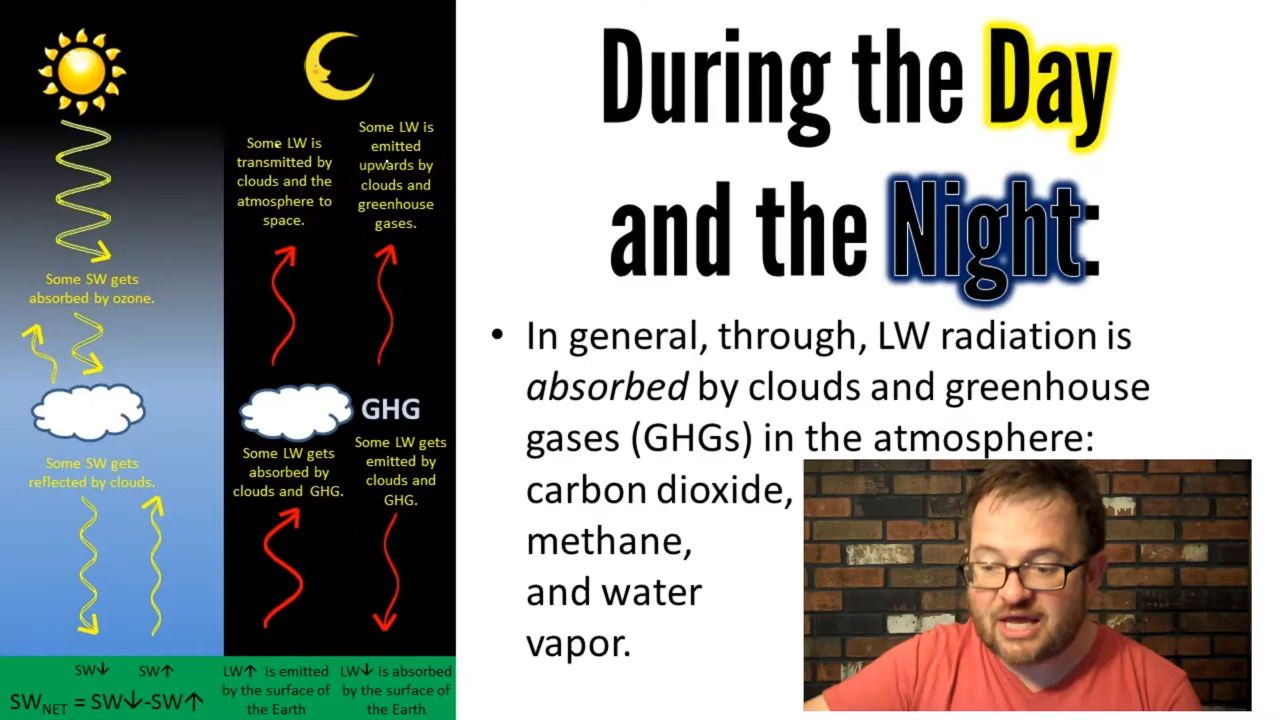 During the Day
and the Night:
• In general, through, LW radiation is
absorbed by clouds and greenhouse
gases (GHGs) in the atmosphere:
carbon dioxide,
methane,
and water
vapor.
Some SW gets
absorbed by ozone.
Some SW gets
reflected by clouds.
SW↓
SW↑
SWNET = SW↓-SW↑
Some LW is
transmitted by
clouds and the
atmosphere to
space.
Some LW is
emitted
upwards by
clouds and
greenhouse
gases.
GHG
Some LW gets
absorbed by
clouds and GHG.
Some LW gets
emitted by
clouds and
GHG.
LW↑ is emitted
by the surface of
the Earth
LW↓ is absorbed
by the surface of
the Earth